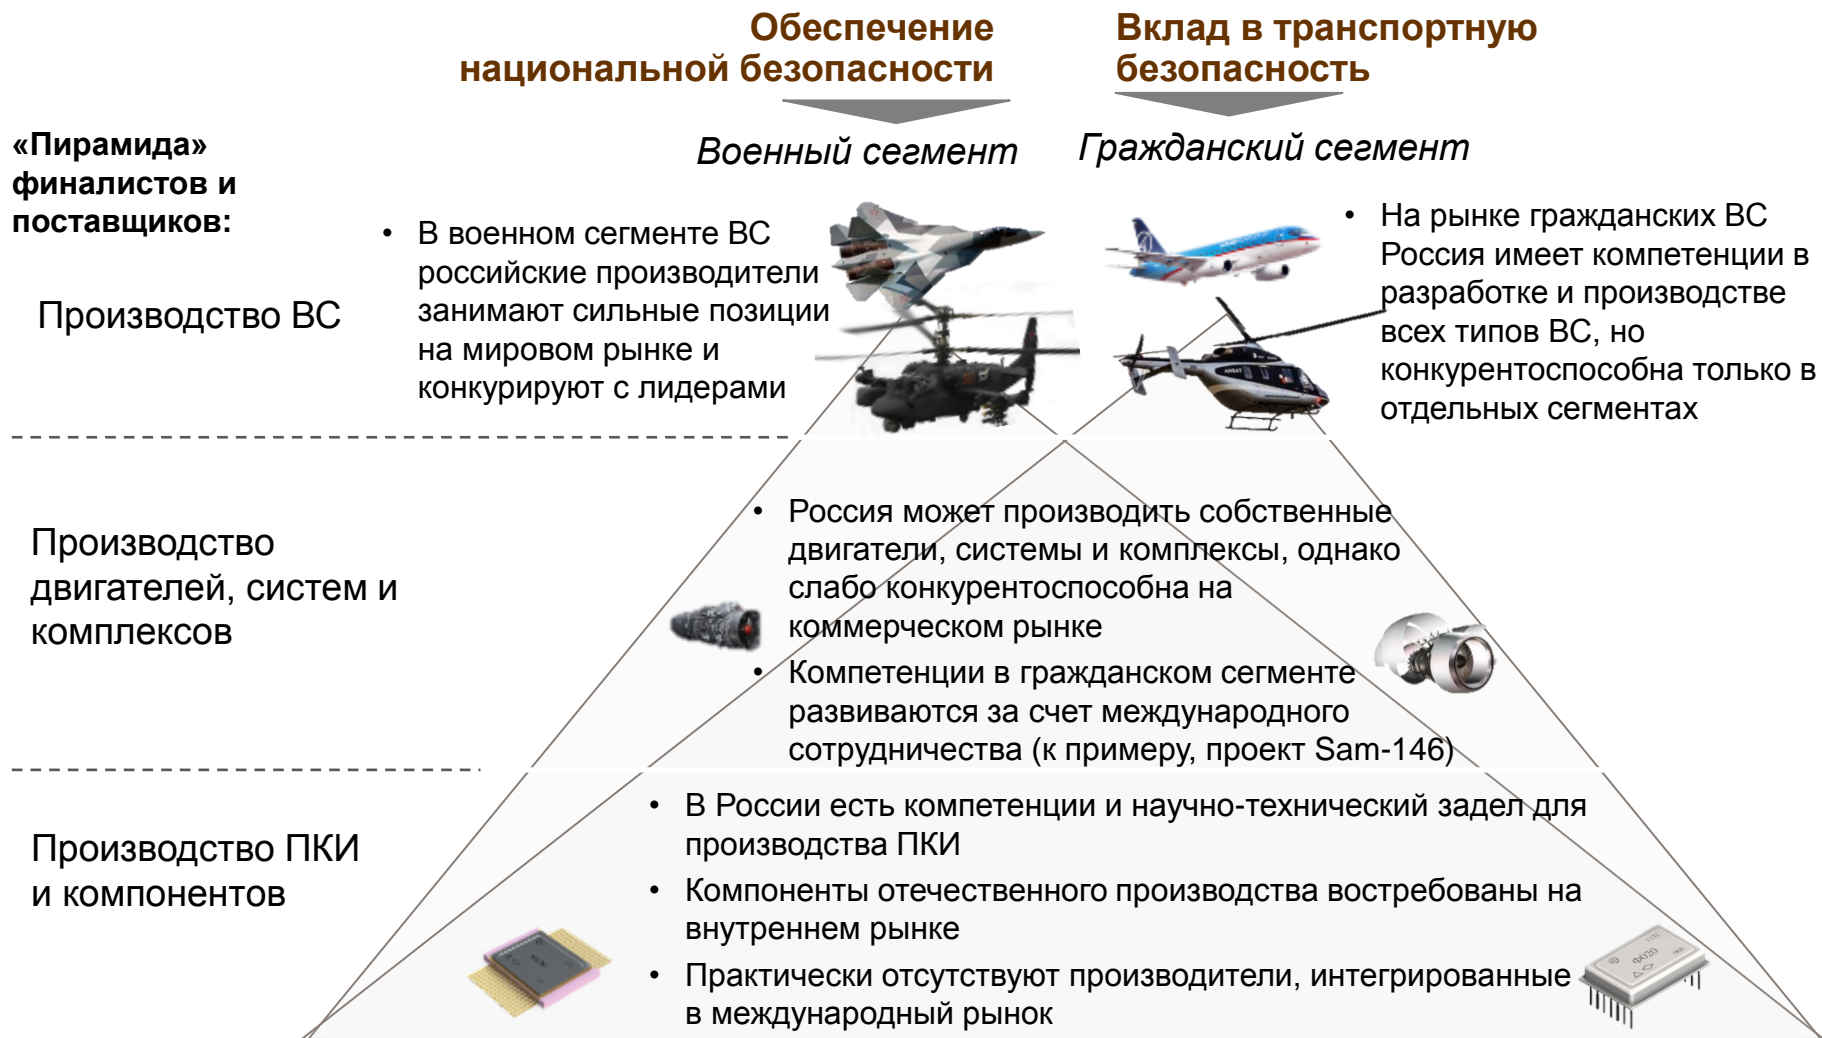 Обеспечение
национальной безопасности
Вклад в транспортную
безопасность
«Пирамида»
финалистов и
поставщиков:
Военный сегмент
Гражданский сегмент
Производство ВС
• В военном сегменте ВС
российские производители
занимают сильные позиции
на мировом рынке и
конкурируют с лидерами
• На рынке гражданских ВС
Россия имеет компетенции в
разработке и производстве
всех типов ВС, но
конкурентоспособна только в
отдельных сегментах
ANSAT
Производство
двигателей, систем и
комплексов
• Россия может производить собственные
двигатели, системы и комплексы, однако
слабо конкурентоспособна на
коммерческом рынке
• Компетенции в гражданском сегменте
развиваются за счет международного
сотрудничества (к примеру, проект Sam-146)
Производство ПКИ
и компонентов
• В России есть компетенции и научно-технический задел для
производства ПКИ
• Компоненты отечественного производства востребованы на
внутреннем рынке
• Практически отсутствуют производители, интегрированные
в международный рынок
Ф020